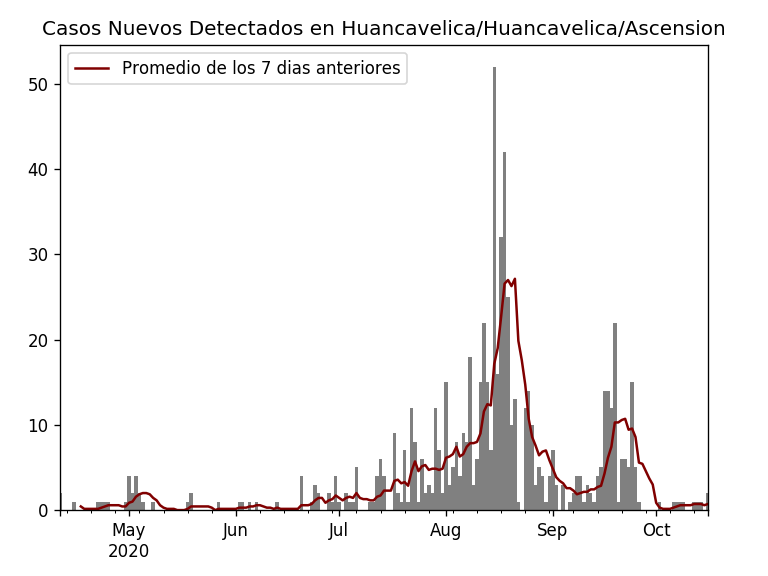 Casos Nuevos Detectados en Huancavelica/Huancavelica/Ascension
Promedio de los 7 dias anteriores
50
40
30
20
10
0
May Jun Jul Aug Sep Oct
2020